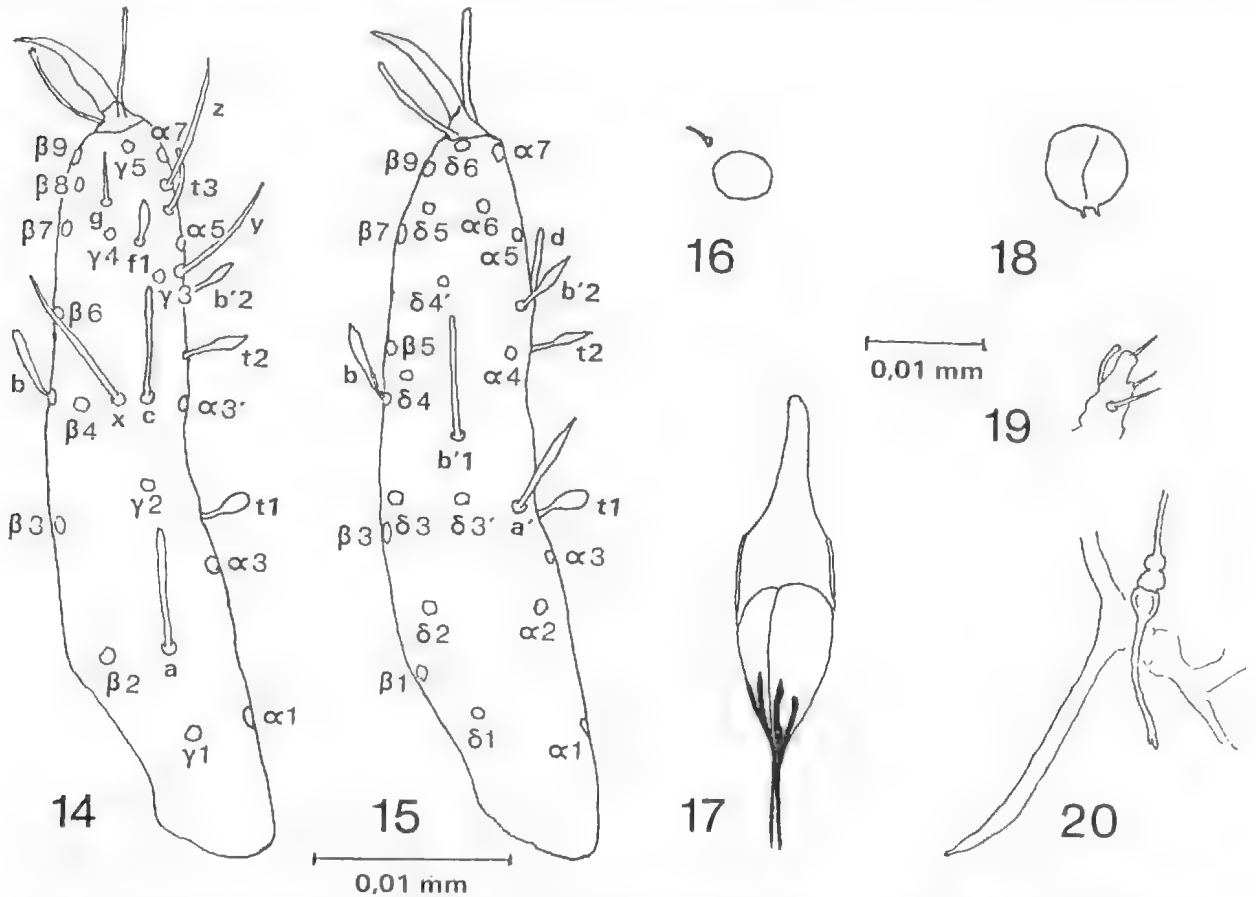 z
α7
β9
γ5
β8
t3
g
y
β7
γ4
f1
α5
γ3
b'2
β6
t2
b
β4
x
c
α3'
γ2
β3
t1
α3
a
β2
α1
γ1
14
β9
δ6
α7
β7
δ5
α6
d
α5
δ4'
b'2
β5
t2
b
δ4
α4
b'1
δ3
δ3'
a'
t1
β3
α3
δ2
α2
β1
δ1
α1
15
0,01 mm
16
18
0,01 mm
19
17
20